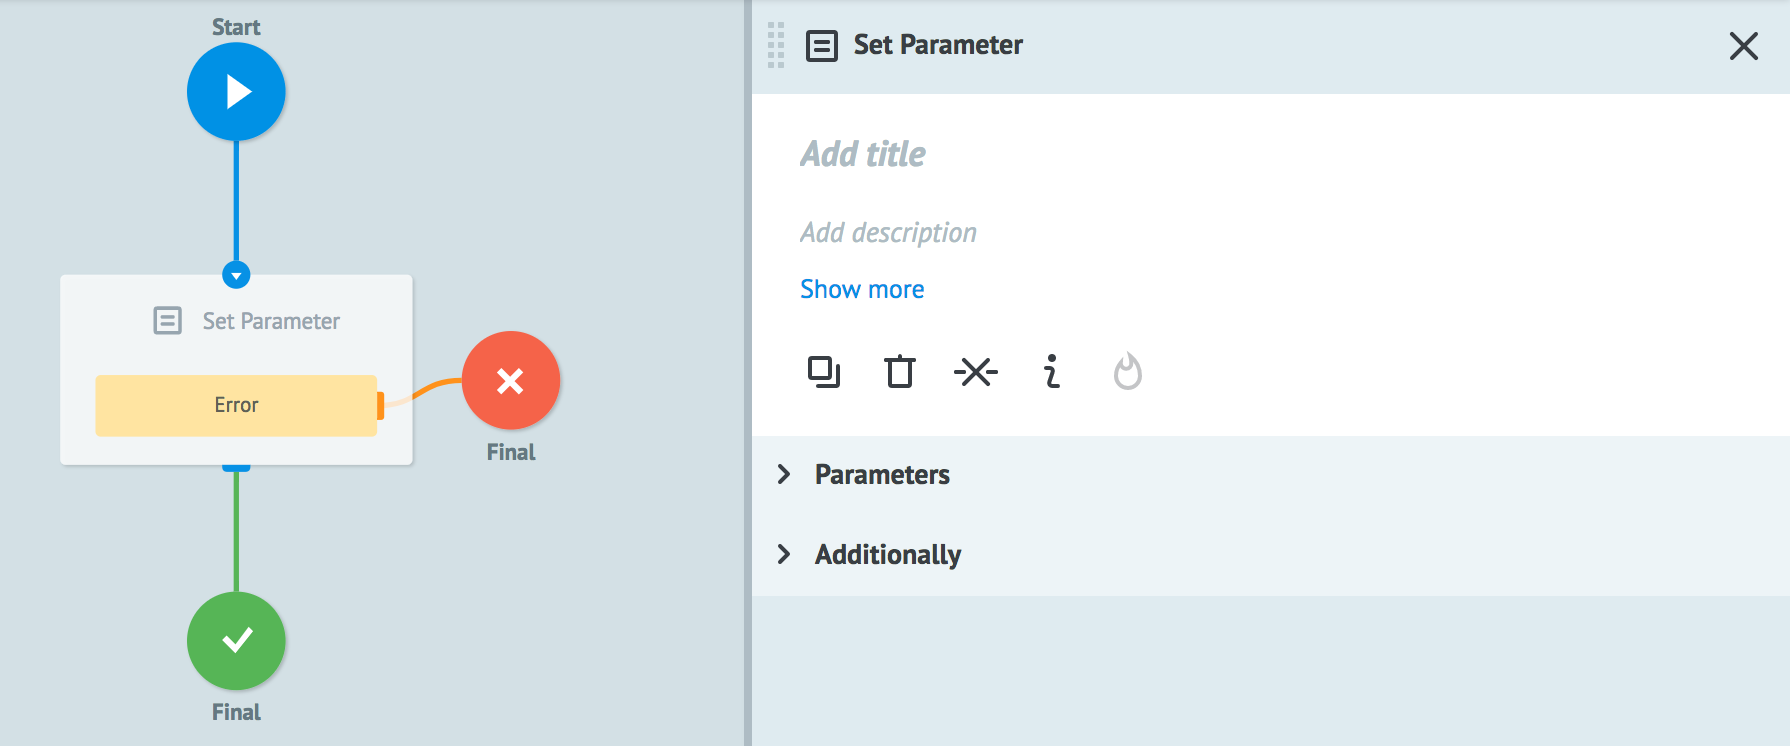 Start
Set Parameter
Error
Final
Final
Set Parameter
Add title
Add description
Show more
Parameters
Additionally